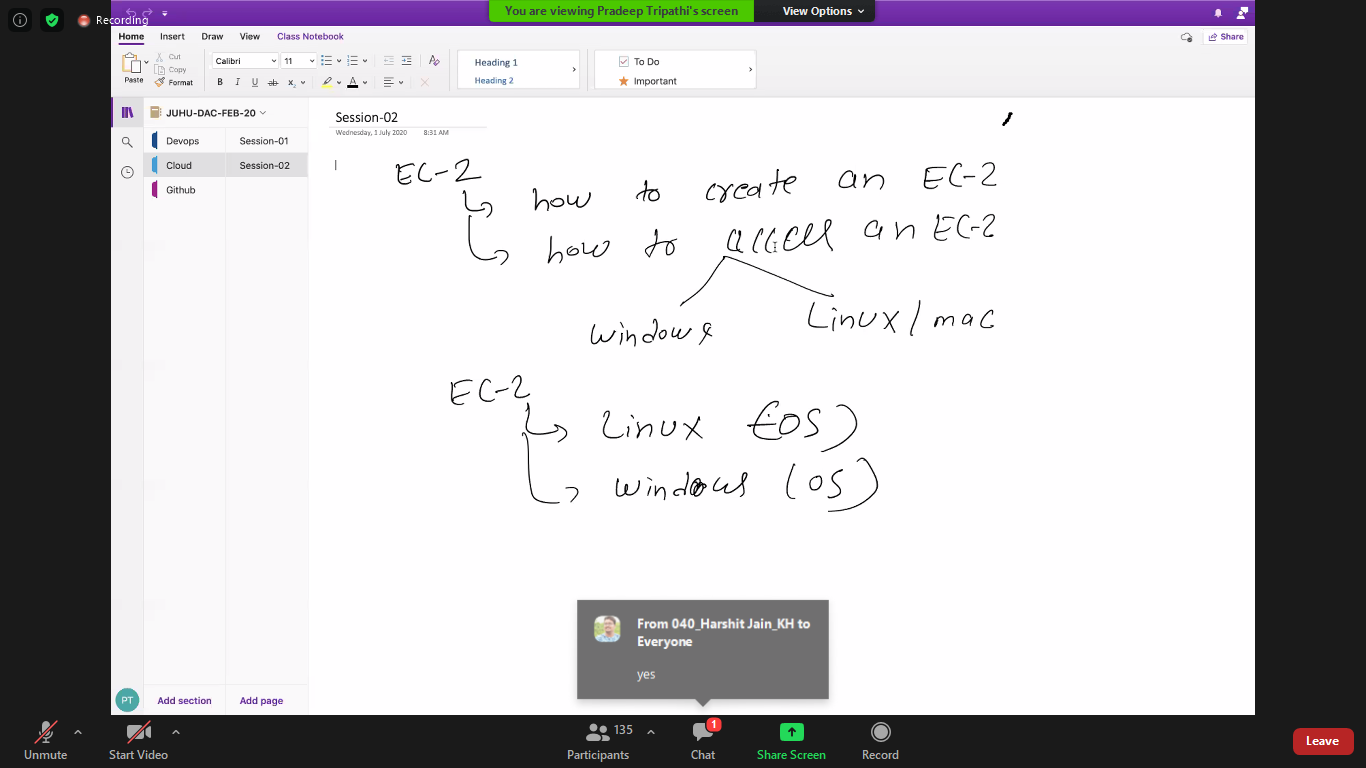 Recording
You are viewing Pradeep Tripathi's screen
View Options
Home Insert Draw View Class Notebook
Share
Paste
Cut
Copy
Format
Calibri 11
B I U ab x₂ A
Heading 1
Heading 2
To Do
Important
JUHU-DAC-FEB-20
Devops
Cloud
Github
Session-01
Session-02
Session-02
Wednesday, 1 July 2020 8:31 AM
EC-2
how to create an EC-2
how to access an EC-2
windows
Linux/mac
EC-2
Linux (OS)
windows (OS)
From 040_Harshit Jain_KH to
Everyone
yes
PT
Add section Add page
Unmute
Start Video
135
Participants
1
Chat
Share Screen
Record
Leave